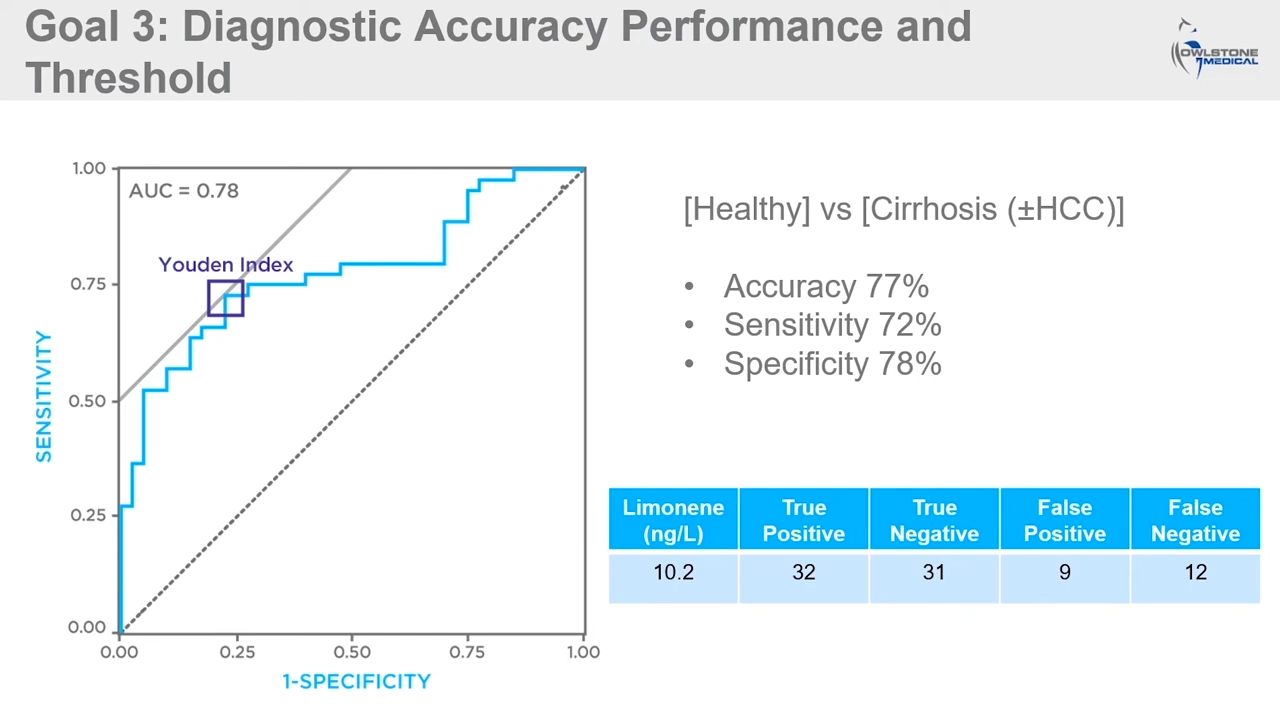 Goal 3: Diagnostic Accuracy Performance and
Threshold
OWLSTONE
MEDICAL
AUC = 0.78
Youden Index
1.00
0.75
0.50
0.25
0.00
SENSITIVITY
0.00 0.25 0.50 0.75 1.00
1-SPECIFICITY
[Healthy] vs [Cirrhosis (±HCC)]
• Accuracy 77%
• Sensitivity 72%
• Specificity 78%
Limonene (ng/L) True Positive True Negative False Positive False Negative
10.2 32 31 9 12